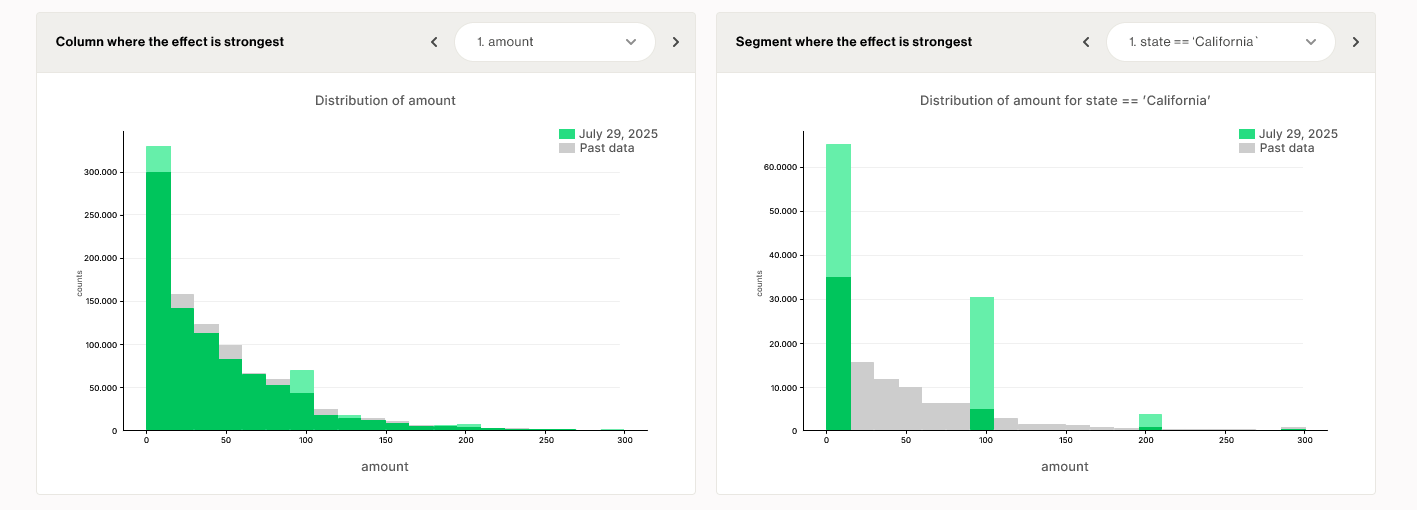 Column where the effect is strongest
1. amount
Distribution of amount
July 29, 2025
Past data
300.000
250.000
200.000
150.000
100.000
50.000
0
counts
0 50 100 150 200 250 300
amount
Segment where the effect is strongest
1. state == 'California`
Distribution of amount for state == ’California’
July 29, 2025
Past data
60.0000
50.000
40.000
30.000
20.000
10.000
0
counts
0 50 100 150 200 250 300
amount